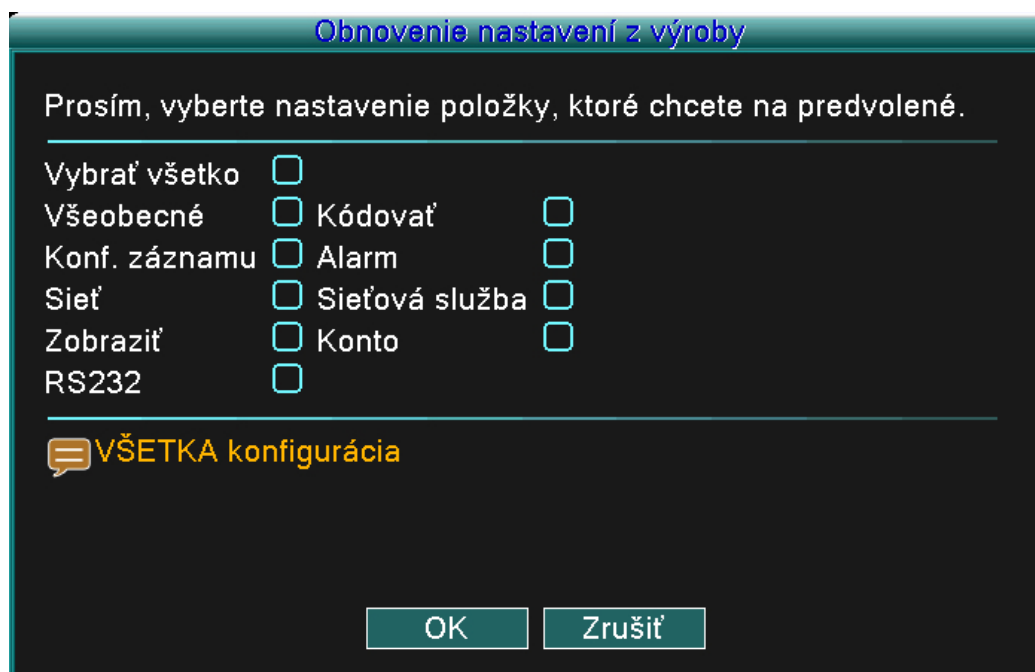 Obnovenie nastavení z výroby
Prosím, vyberte nastavenie položky, ktoré chcete na predvolené.
Vybrať všetko
Všeobecné Kódovať
Konf. záznamu Alarm
Sieť Sieťová služba
Zobraziť Konto
RS232
VŠETKA konfigurácia
OK Zrušiť